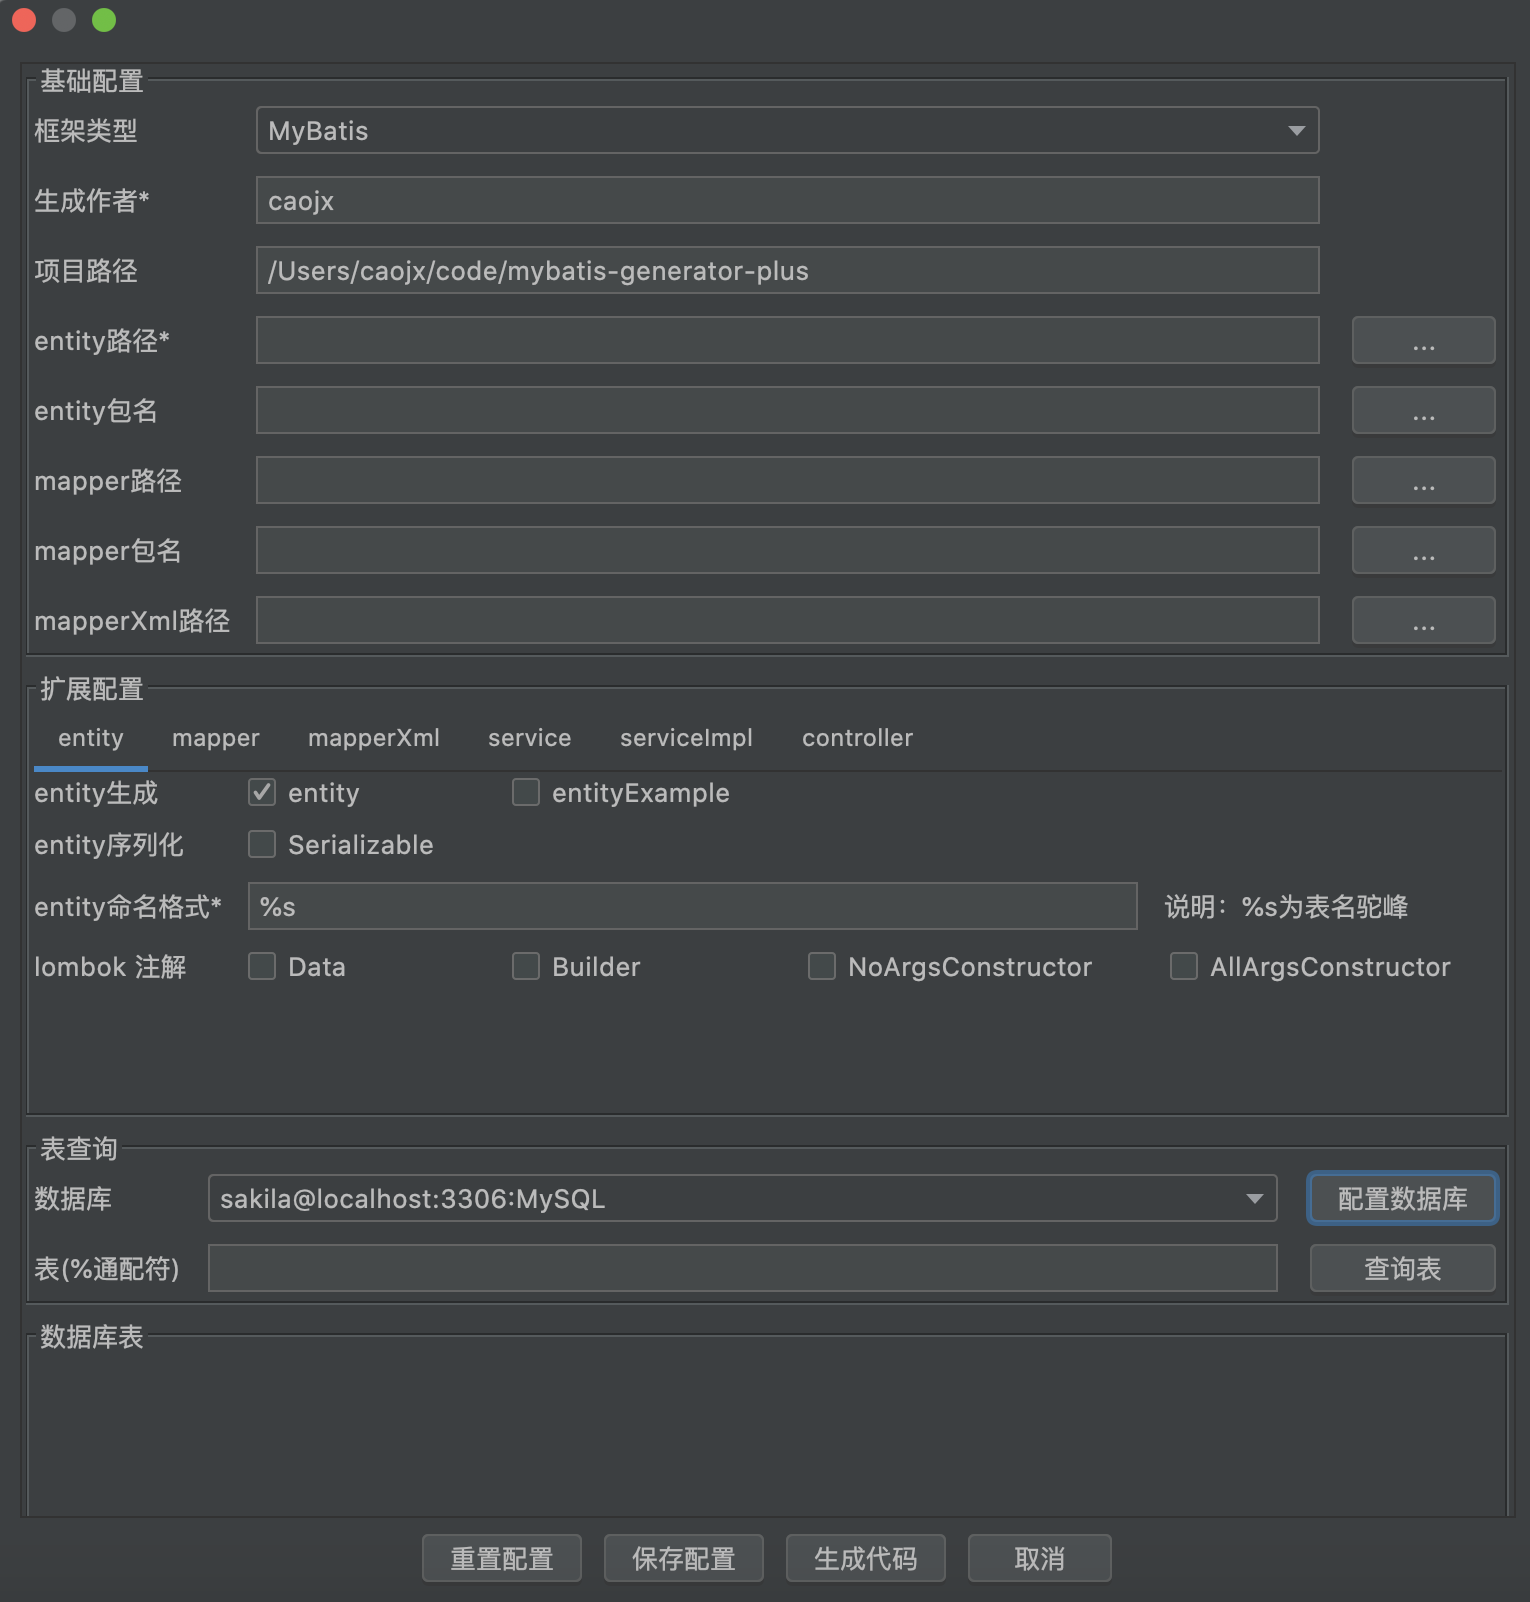 基础配置
框架类型 MyBatis
生成作者* caojx
项目路径 /Users/caojx/code/mybatis-generator-plus
entity路径* ...
entity包名 ...
mapper路径 ...
mapper包名 ...
mapperXml路径 ...
扩展配置
entity mapper mapperXml service serviceImpl controller
entity生成 entity entityExample
entity序列化 Serializable
entity命名格式* %s 说明：%s为表名驼峰
lombok 注解 Data Builder NoArgsConstructor AllArgsConstructor
表查询
数据库 sakila@localhost:3306:MySQL 配置数据库
表(%通配符) 查询表
数据库表
重置配置 保存配置 生成代码 取消